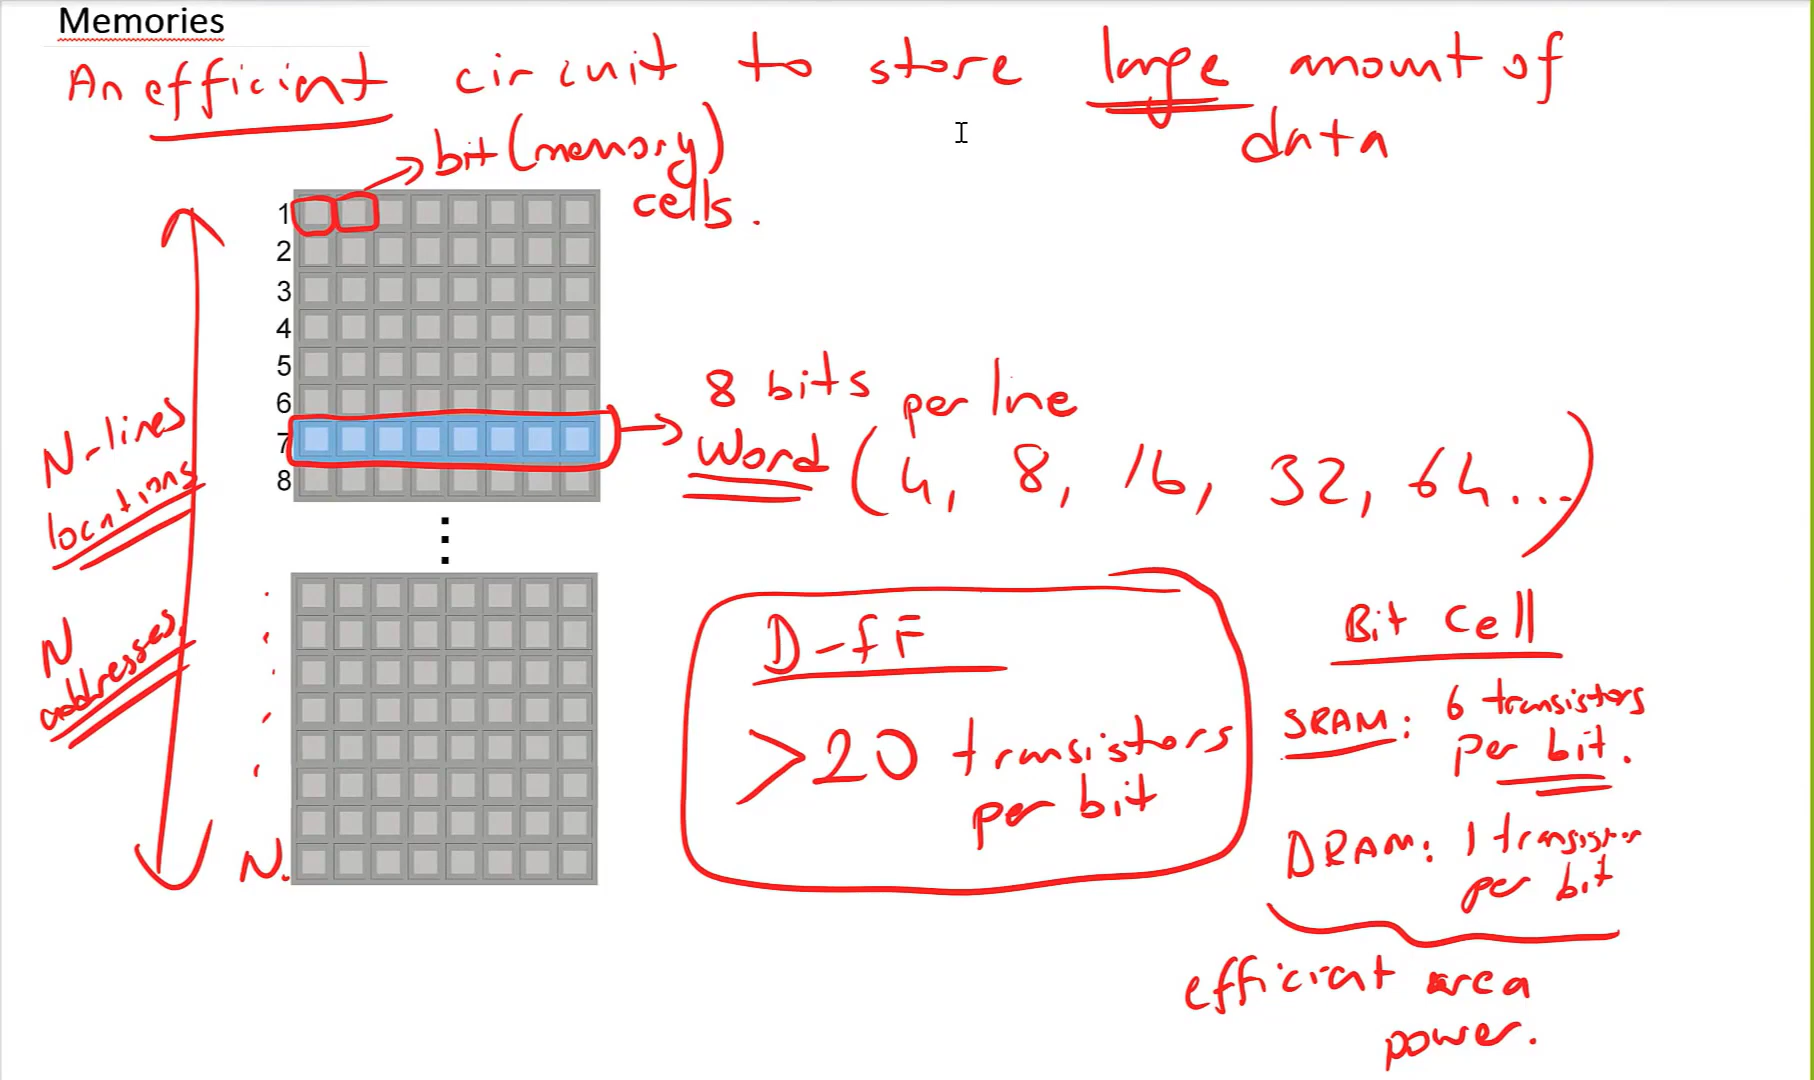 Memories
An efficient circuit to store large amount of
data
bit (memory)
cells.
1
2
3
4
5
6
7
8
N-lines
locations
N
addresses.
8 bits per line
Word (4, 8, 16, 32, 64...)
N.
D-fF
>20 transistors
per bit
Bit Cell
SRAM: 6 transistors
per bit.
DRAM: 1 transistor
per bit
efficient area
power.